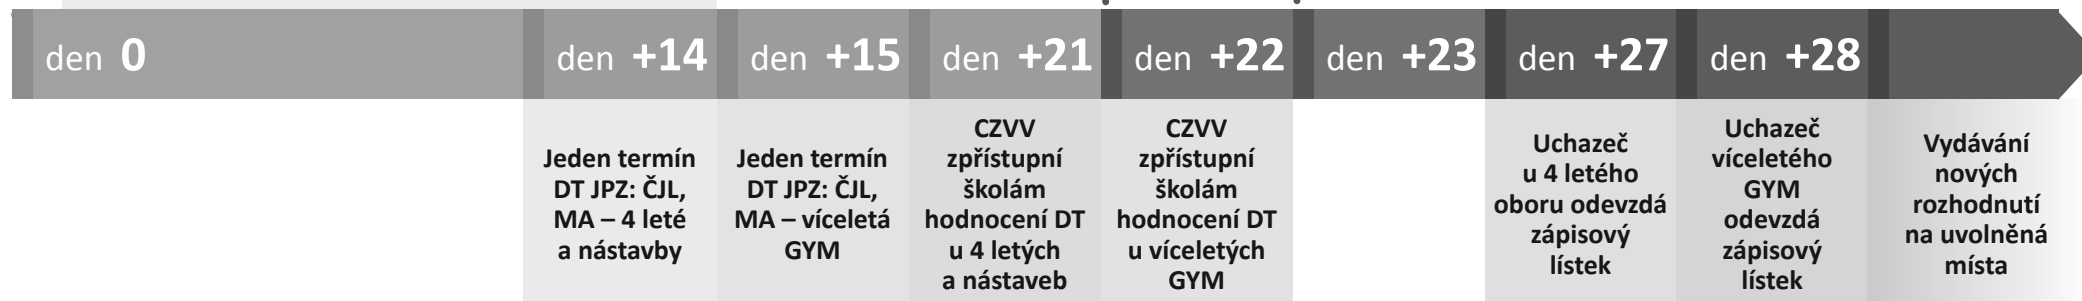 den 0
den +14
den +15
den +21
den +22
den +23
den +27
den +28
Jeden termín
DT JPZ: ČJL,
MA – 4 leté
a nástavby
Jeden termín
DT JPZ: ČJL,
MA – víceletá
GYM
CZVV
zpřístupní
školám
hodnocení DT
u 4 letých
a nástaveb
CZVV
zpřístupní
školám
hodnocení DT
u víceletých
GYM
Uchazeč
u 4 letého
oboru odevzdá
zápisový
lístek
Uchazeč
víceletého
GYM
odevzdá
zápisový
lístek
Vydávání
nových
rozhodnutí
na uvolněná
místa